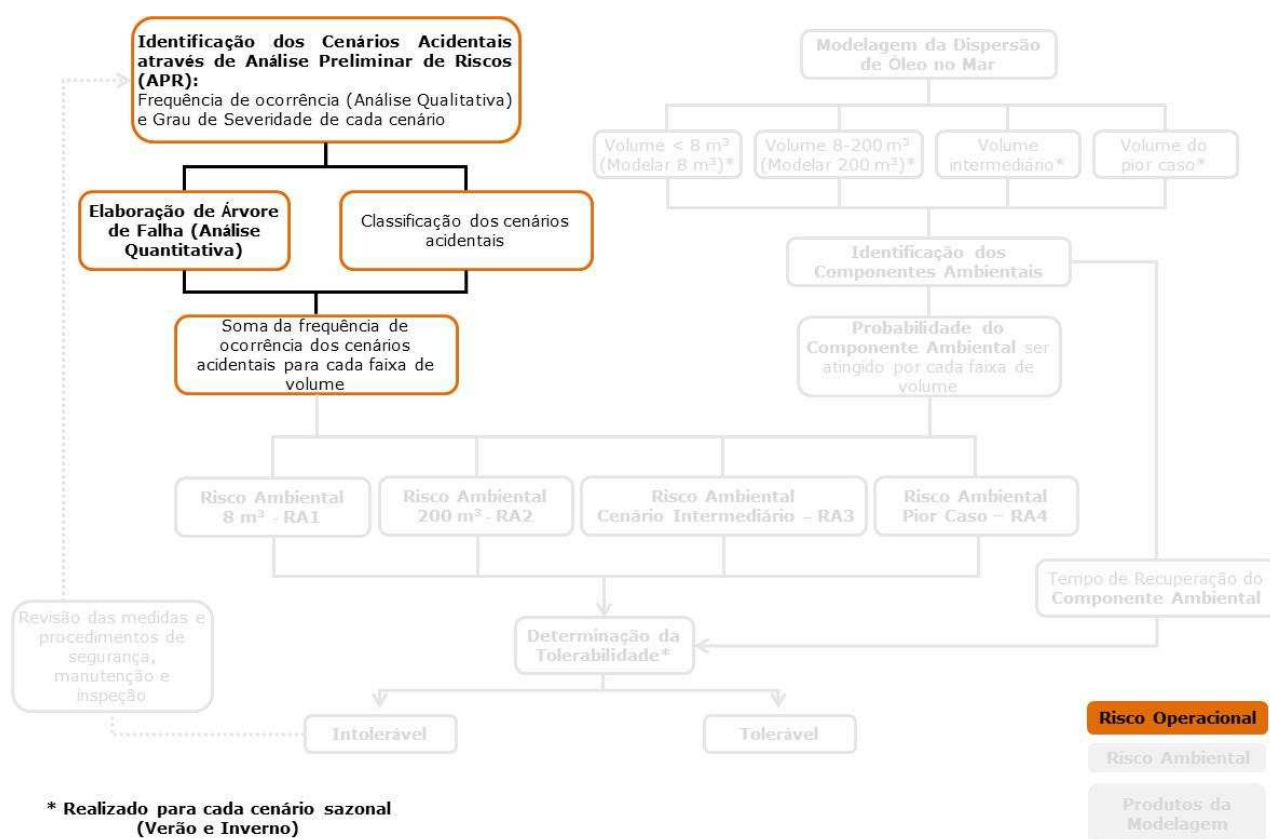 Identificação dos Cenários Acidentais
através de Análise Preliminar de Riscos
(APR):
Frequência de ocorrência (Análise Qualitativa)
e Grau de Severidade de cada cenário
Elaboração de Árvore
de Falha (Análise
Quantitativa)
Classificação dos cenários
acidentais
Soma da frequência de
ocorrência dos cenários
acidentais para cada faixa de
volume
Modelagem da Dispersão
de Óleo no Mar
Volume < 8 m³
(Modelar 8 m³)*
Volume 8-200 m³
(Modelar 200 m³)*
Volume
intermediário*
Volume do
pior caso*
Identificação dos
Componentes Ambientais
Probabilidade do
Componente Ambiental ser
atingido por cada faixa de
volume
Risco Ambiental
8 m³ - RA1
Risco Ambiental
200 m³ - RA2
Risco Ambiental
Cenário Intermediário – RA3
Risco Ambiental
Pior Caso – RA4
Tempo de Recuperação do
Componente Ambiental
Revisão das medidas e
procedimentos de
segurança,
manutenção e
inspeção
Determinação da
Tolerabilidade*
Intolerável
Tolerável
Risco Operacional
Risco Ambiental
Produtos da
Modelagem
* Realizado para cada cenário sazonal
(Verão e Inverno)